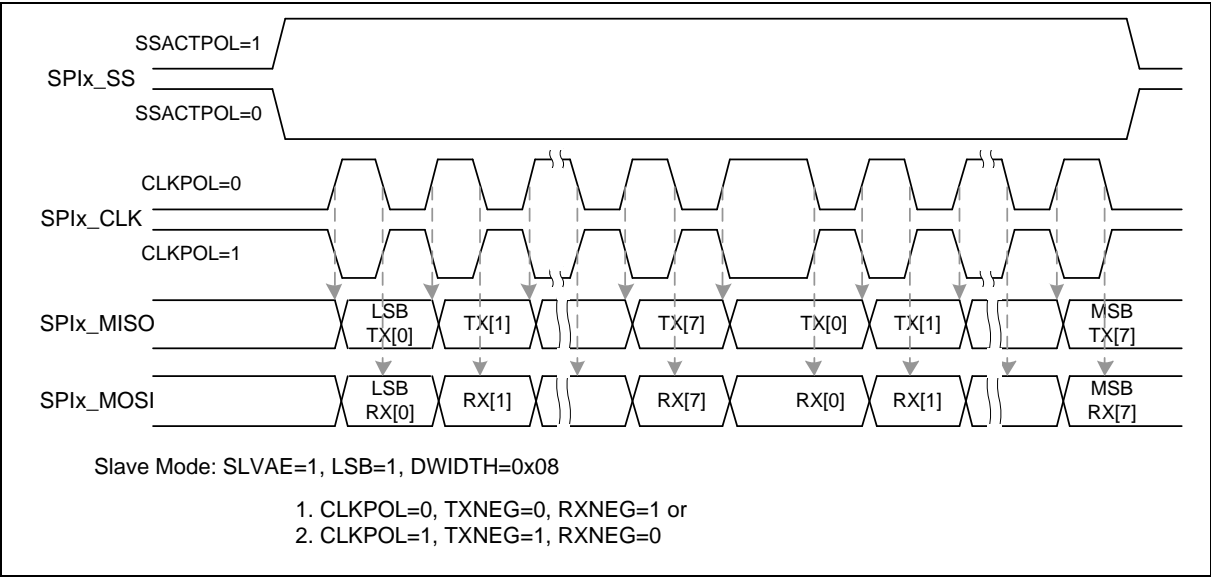 SSACTPOL=1
SPIx_SS
SSACTPOL=0
CLKPOL=0
SPIx_CLK
CLKPOL=1
SPIx_MISO
LSB
TX[0]
TX[1]
TX[7]
TX[0]
TX[1]
MSB
TX[7]
SPIx_MOSI
LSB
RX[0]
RX[1]
RX[7]
RX[0]
RX[1]
MSB
RX[7]
Slave Mode: SLVAE=1, LSB=1, DWIDTH=0x08
1. CLKPOL=0, TXNEG=0, RXNEG=1 or
2. CLKPOL=1, TXNEG=1, RXNEG=0